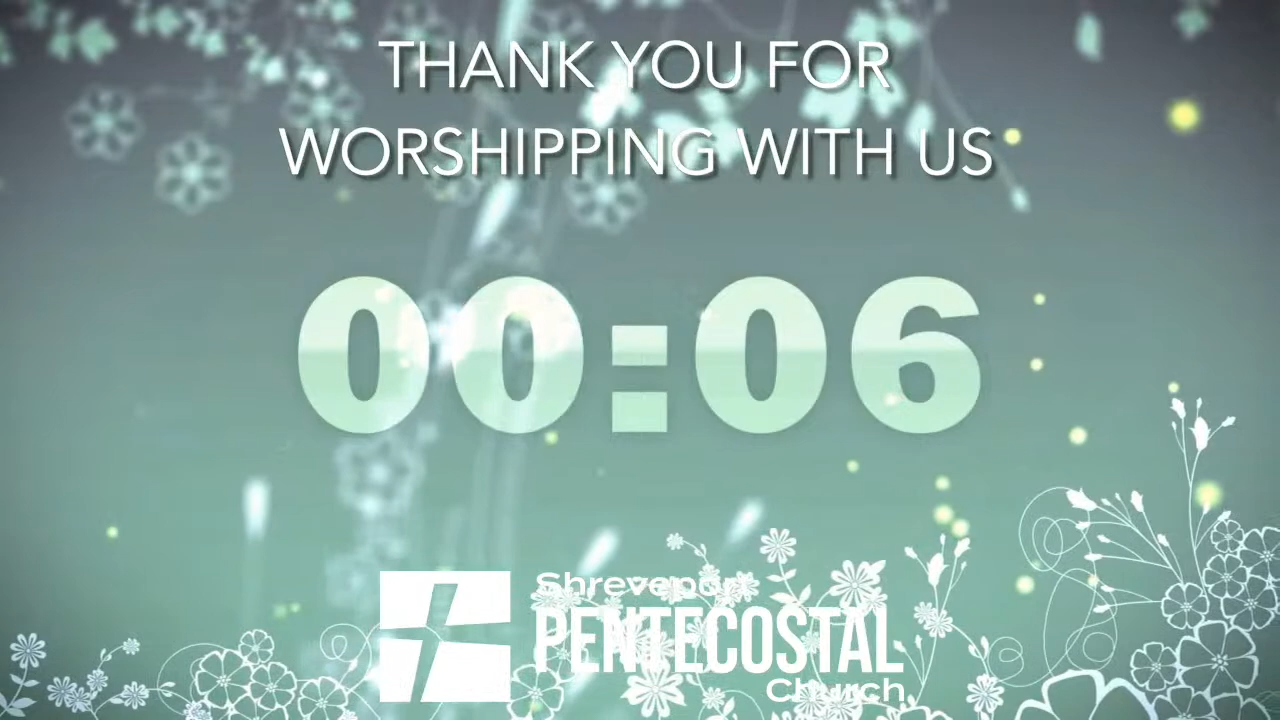 THANK YOU FOR
WORSHIPPING WITH US
00:06
Shreveport
PENTECOSTAL
Church